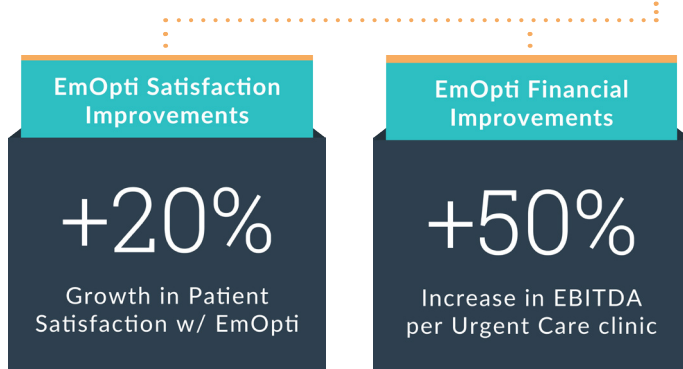 EmOpti Satisfaction
Improvements
+20%
Growth in Patient
Satisfaction w/ EmOpti
EmOpti Financial
Improvements
+50%
Increase in EBITDA
per Urgent Care clinic